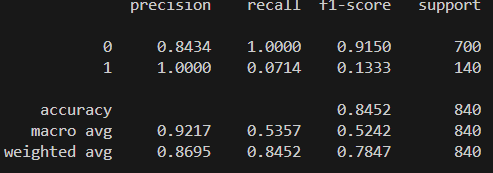 precision recall f1-score support
0 0.8434 1.0000 0.9150 700
1 1.0000 0.0714 0.1333 140
accuracy 0.8452 840
macro avg 0.9217 0.5357 0.5242 840
weighted avg 0.8695 0.8452 0.7847 840